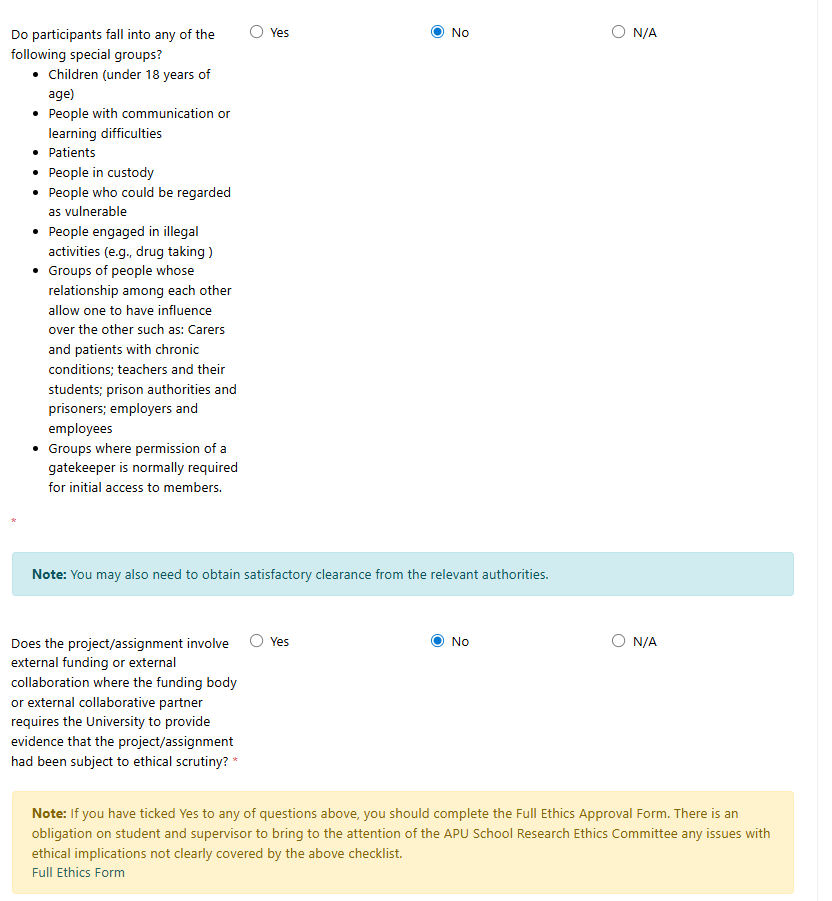 Do participants fall into any of the
Yes
No
N/A
following special groups?
• Children (under 18 years of
age)
• People with communication or
learning difficulties
• Patients
• People in custody
• People who could be regarded
as vulnerable
• People engaged in illegal
activities (e.g., drug taking )
• Groups of people whose
relationship among each other
allow one to have influence
over the other such as: Carers
and patients with chronic
conditions; teachers and their
students; prison authorities and
prisoners; employers and
employees
• Groups where permission of a
gatekeeper is normally required
for initial access to members.
*
Note: You may also need to obtain satisfactory clearance from the relevant authorities.
Does the project/assignment involve
Yes
No
N/A
external funding or external
collaboration where the funding body
or external collaborative partner
requires the University to provide
evidence that the project/assignment
had been subject to ethical scrutiny? *
Note: If you have ticked Yes to any of questions above, you should complete the Full Ethics Approval Form. There is an
obligation on student and supervisor to bring to the attention of the APU School Research Ethics Committee any issues with
ethical implications not clearly covered by the above checklist.
Full Ethics Form